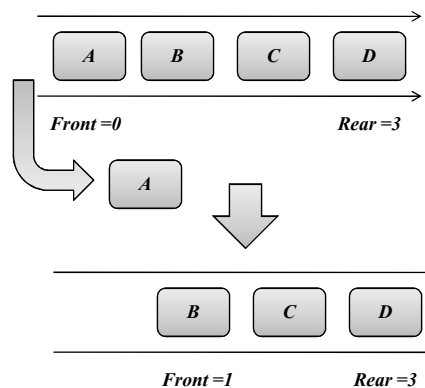 A B C D
Front =0 Rear =3
A
B C D
Front =1 Rear =3